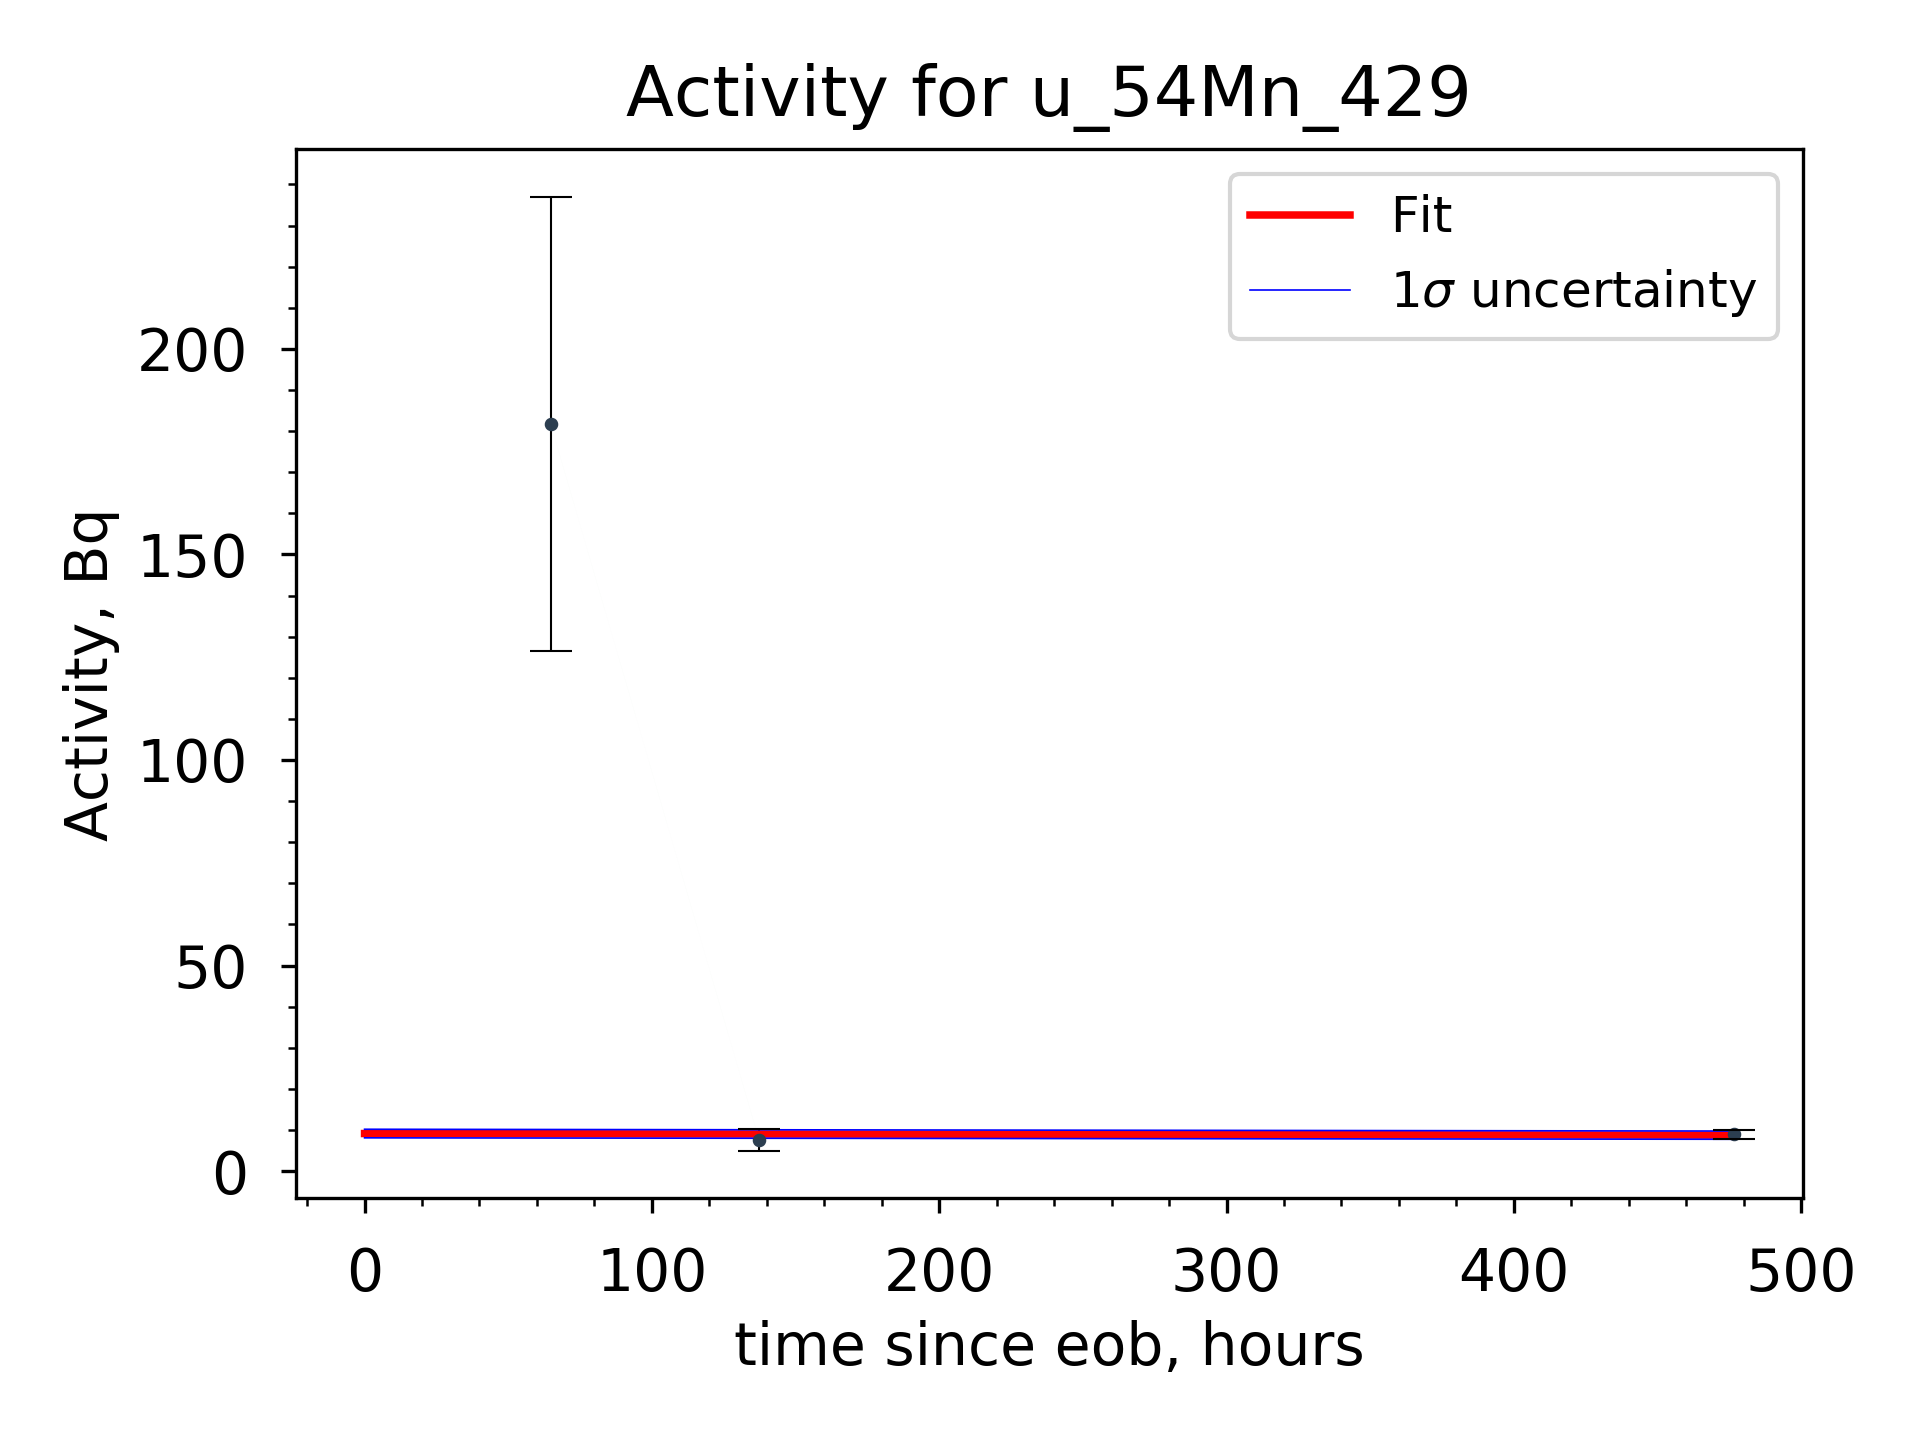 Activity for u_54Mn_429
Fit
1σ uncertainty
Activity, Bq
200
150
100
50
0
0 100 200 300 400 500
time since eob, hours